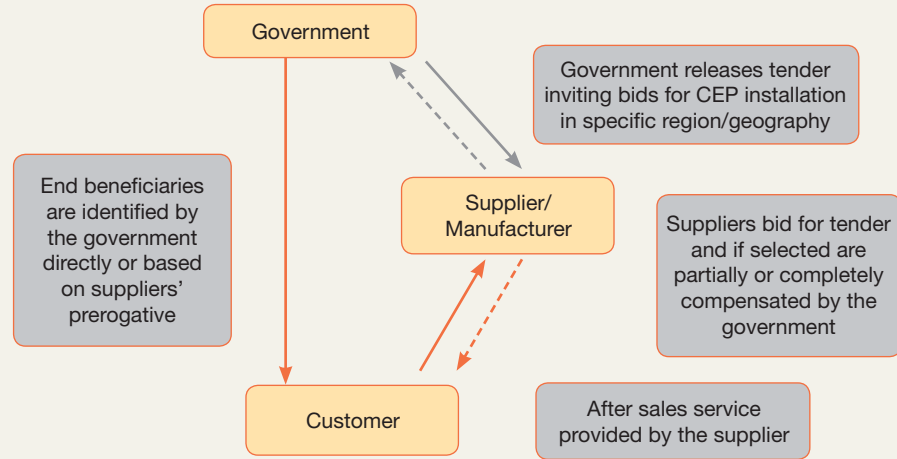 Government
Government releases tender
inviting bids for CEP installation
in specific region/geography
End beneficiaries
are identified by
the government
directly or based
on suppliers’
prerogative
Supplier/
Manufacturer
Suppliers bid for tender
and if selected are
partially or completely
compensated by the
government
Customer
After sales service
provided by the supplier